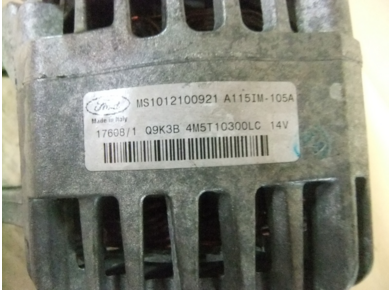 Ford MS1012100921 A115IM-105A
Made in Italy
17608/1 Q9K3B 4M5T10300LC 14V